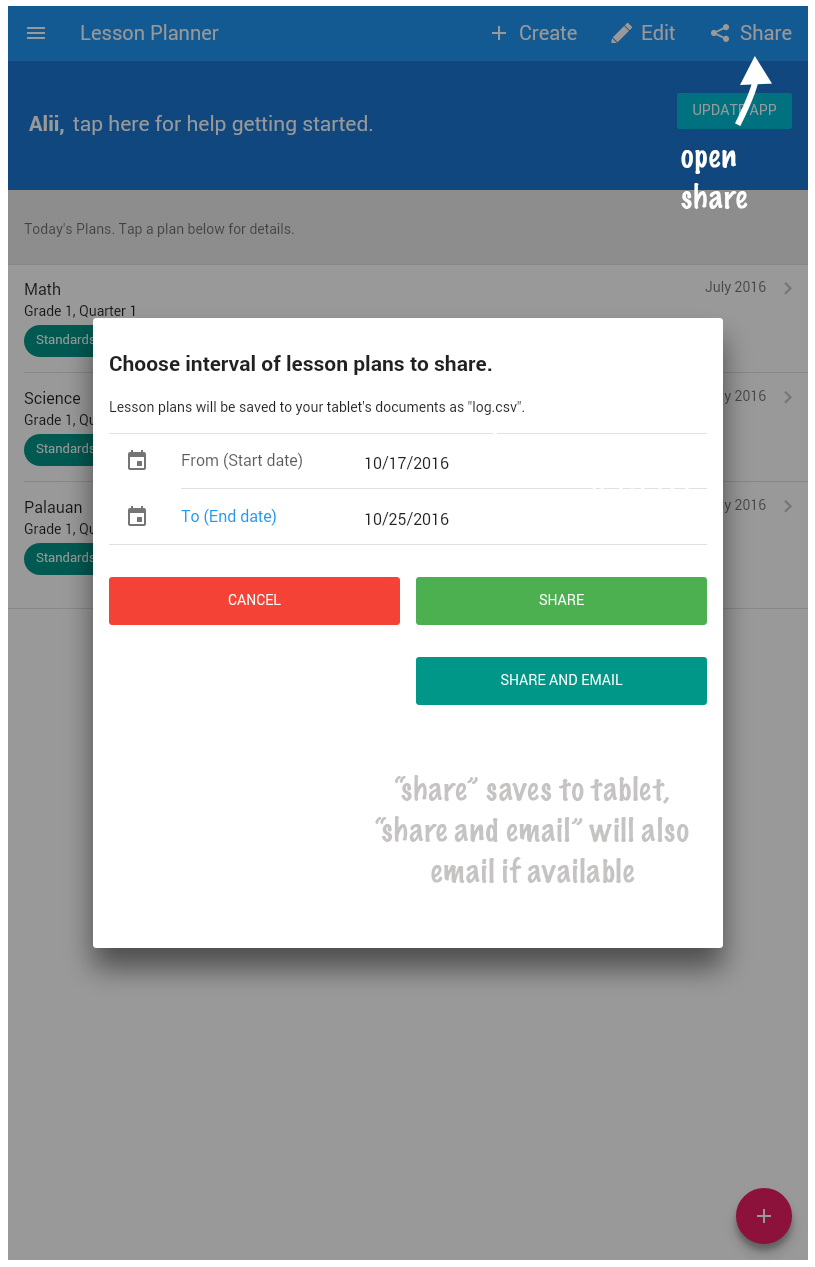 Lesson Planner
Create
Edit
Share
Alii, tap here for help getting started.
UPDATE APP
open
share
Today's Plans. Tap a plan below for details.
Math
July 2016
Grade 1, Quarter 1
Standards
Science
y 2016
Grade 1, Qu
Standards
Palauan
y 2016
Grade 1, Qu
Standards
Choose interval of lesson plans to share.
Lesson plans will be saved to your tablet's documents as "log.csv".
From (Start date)
10/17/2016
To (End date)
10/25/2016
CANCEL
SHARE
SHARE AND EMAIL
“share” saves to tablet,
“share and email” will also
email if available